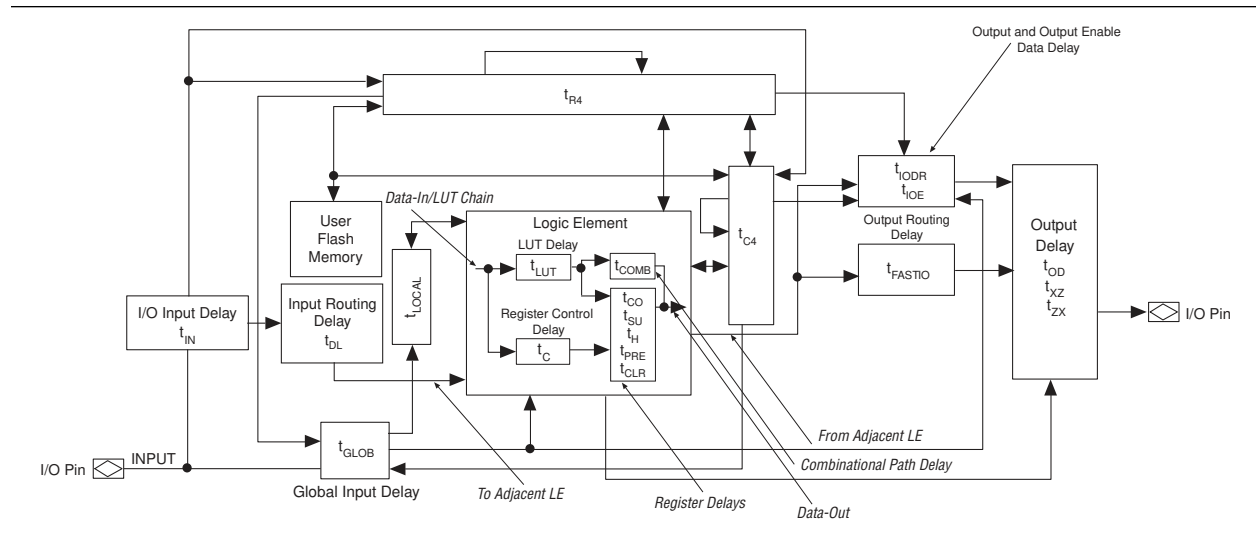 Output and Output Enable
Data Delay
tR4
tIODR
tIOE
Data-In/LUT Chain
User
Flash
Memory
Logic Element
LUT Delay
tLUT
tCOMB
tC4
Output Routing
Delay
tFASTIO
Output
Delay
tOD
tXZ
tZX
I/O Pin
tLOCAL
I/O Input Delay
tIN
Input Routing
Delay
tDL
Register Control
Delay
tC
tCO
tSU
tH
tPRE
tCLR
From Adjacent LE
tGLOB
INPUT
I/O Pin
Global Input Delay
To Adjacent LE
Register Delays
Combinational Path Delay
Data-Out